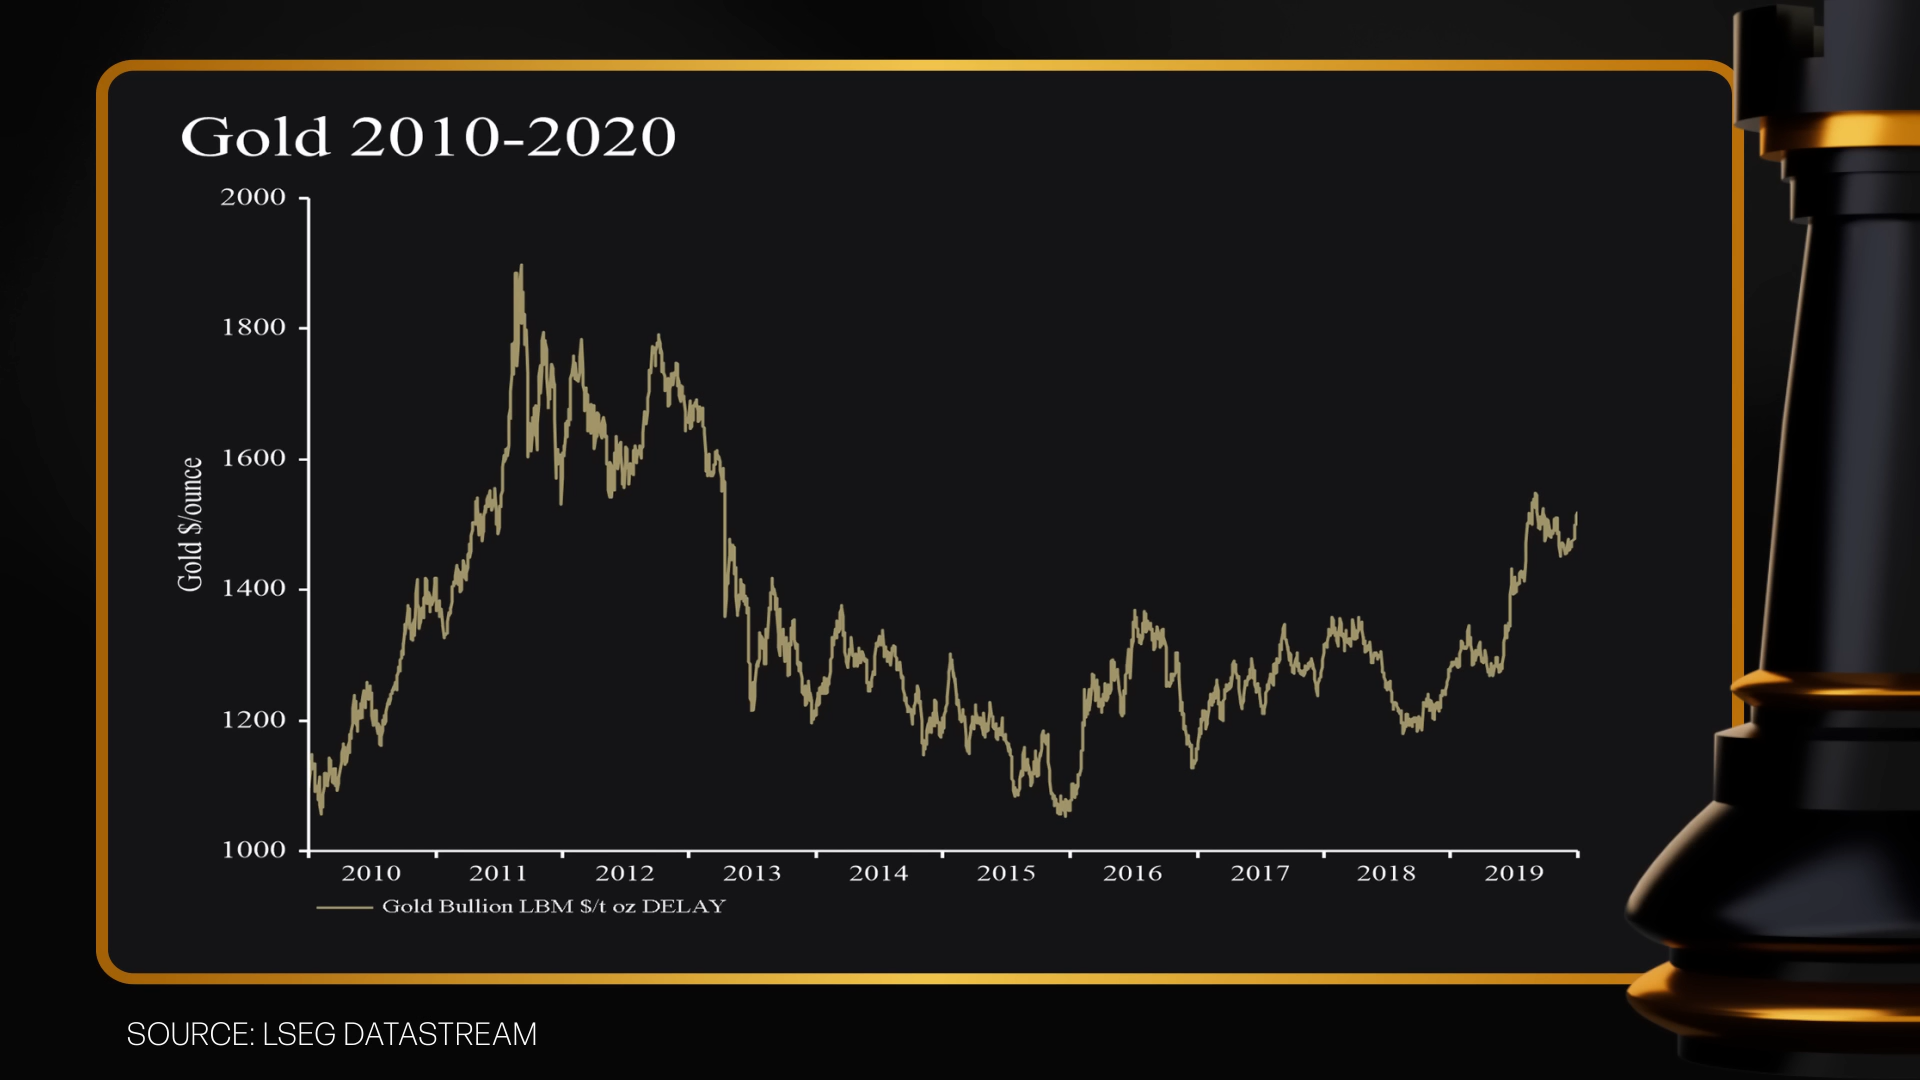 Gold 2010-2020
2000
1800
1600
1400
1200
1000
Gold $/ounce
2010 2011 2012 2013 2014 2015 2016 2017 2018 2019
Gold Bullion LBM $/t oz DELAY
SOURCE: LSEG DATASTREAM